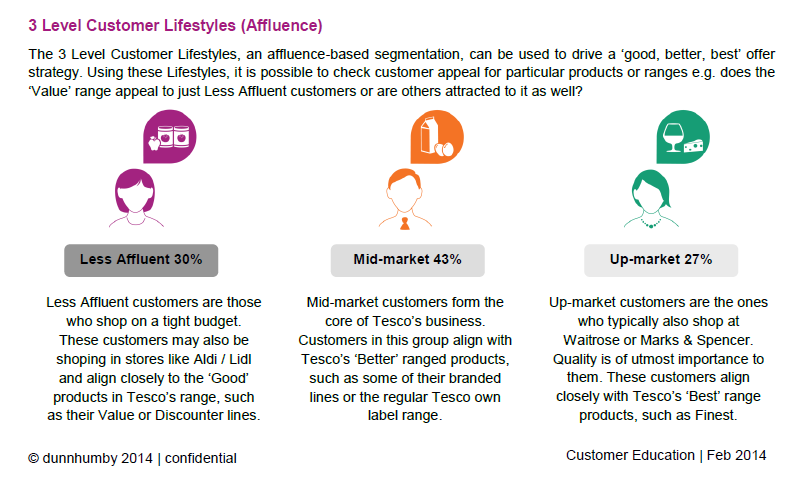 3 Level Customer Lifestyles (Affluence)
The 3 Level Customer Lifestyles, an affluence-based segmentation, can be used to drive a ‘good, better, best’ offer
strategy. Using these Lifestyles, it is possible to check customer appeal for particular products or ranges e.g. does the
‘Value’ range appeal to just Less Affluent customers or are others attracted to it as well?
Less Affluent 30%
Less Affluent customers are those
who shop on a tight budget.
These customers may also be
shoping in stores like Aldi / Lidl
and align closely to the ‘Good’
products in Tesco’s range, such
as their Value or Discounter lines.
Mid-market 43%
Mid-market customers form the
core of Tesco’s business.
Customers in this group align with
Tesco’s ‘Better’ ranged products,
such as some of their branded
lines or the regular Tesco own
label range.
Up-market 27%
Up-market customers are the ones
who typically also shop at
Waitrose or Marks & Spencer.
Quality is of utmost importance to
them. These customers align
closely with Tesco’s ‘Best’ range
products, such as Finest.
© dunnhumby 2014 | confidential
Customer Education | Feb 2014